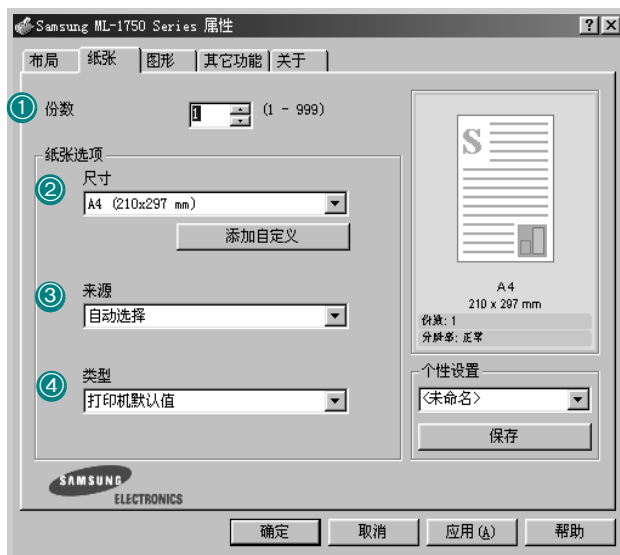 Samsung ML-1750 Series 属性
布局 纸张 图形 其它功能 关于
① 份数 1 (1 - 999)
纸张选项
② 尺寸
A4 (210x297 mm)
添加自定义
③ 来源
自动选择
④ 类型
打印机默认值
S
A4
210 x 297 mm
份数: 1
分辨率: 正常
个性设置
<未命名>
保存
SAMSUNG
ELECTRONICS
确定 取消 应用(A) 帮助